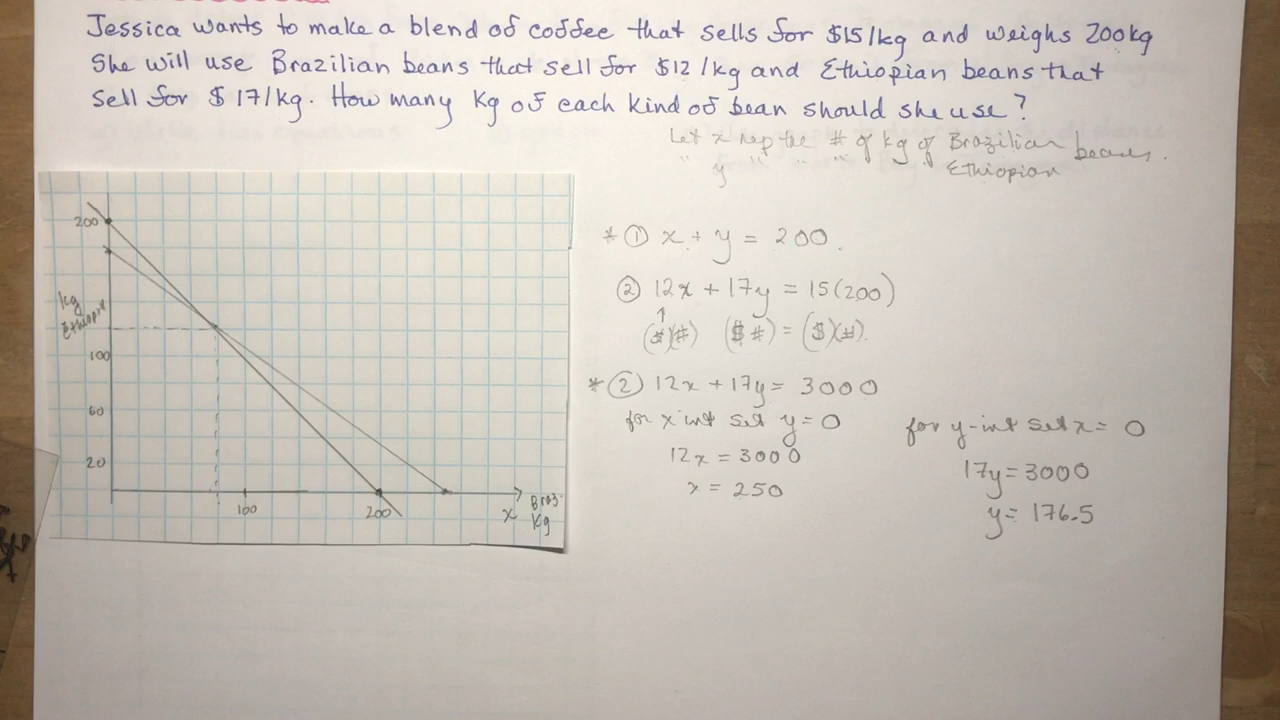 Jessica wants to make a blend of coffee that sells for $15/kg and weighs 200kg
She will use Brazilian beans that sell for $12/kg and Ethiopian beans that
sell for $17/kg. How many kg of each kind of bean should she use?
Let x rep the # of kg of Brazilian beans.
" y " " " " Ethiopian
200
kg
Ethiopia
100
60
20
100
200
x
Braz.
kg
* ① x + y = 200.
② 12x + 17y = 15(200)
↑
($)(#) ($ #) = ($)(#).
* ② 12x + 17y = 3000
for x int set y = 0
12x = 3000
x = 250
for y-int set x = 0
17y = 3000
y = 176.5